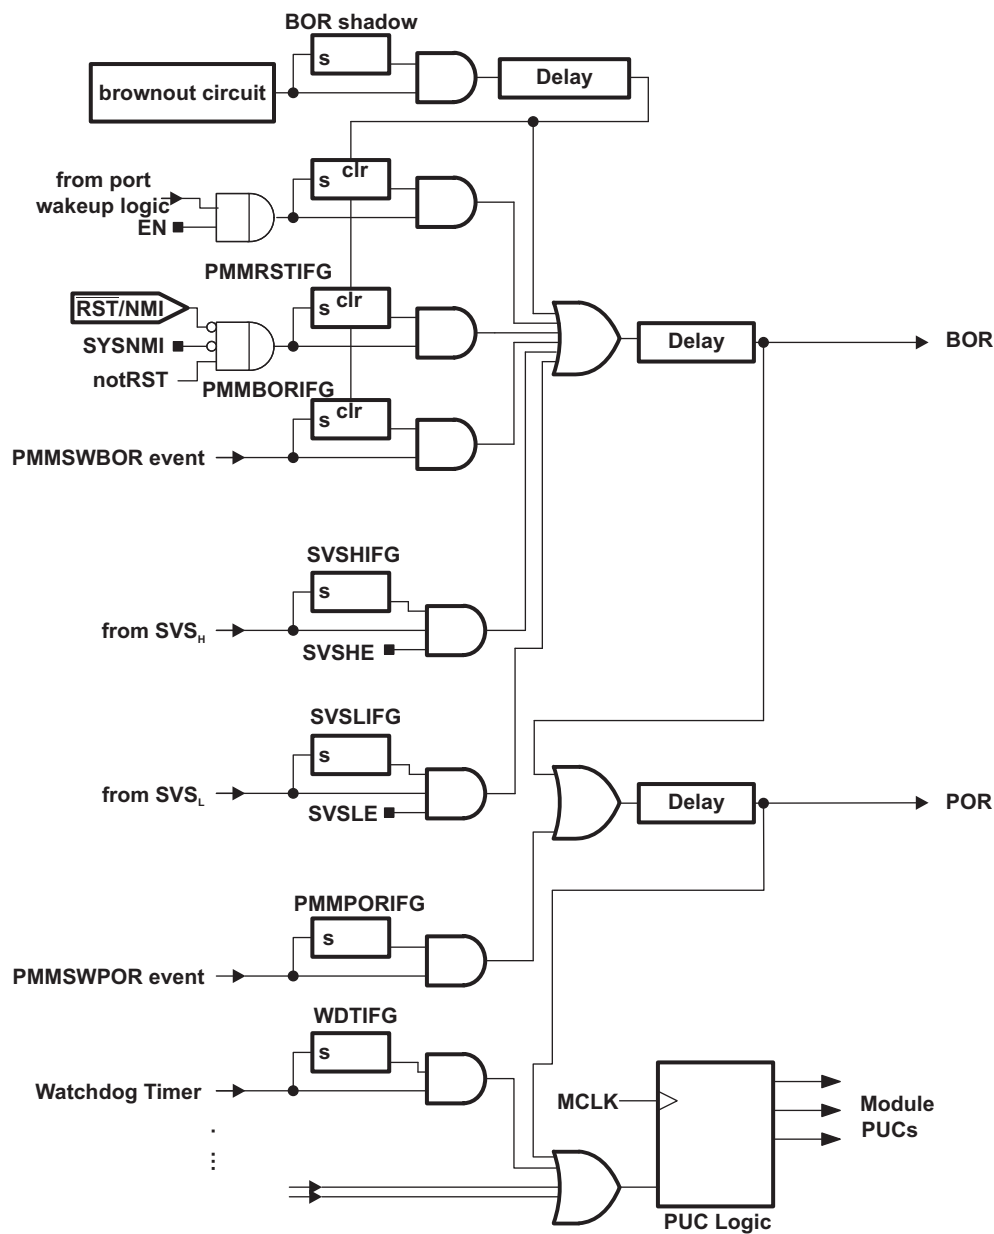 BOR shadow
s
brownout circuit
Delay
clr
s
from port
wakeup logic
EN
PMMRSTIFG
clr
s
RST/NMI
SYSNMI
notRST
Delay
BOR
PMMBORIFG
clr
s
PMMSWBOR event
SVSHIFG
s
from SVSH
SVSHE
SVSLIFG
s
from SVSL
SVSLE
Delay
POR
PMMPORIFG
s
PMMSWPOR event
WDTIFG
s
Watchdog Timer
MCLK
Module
PUCs
PUC Logic